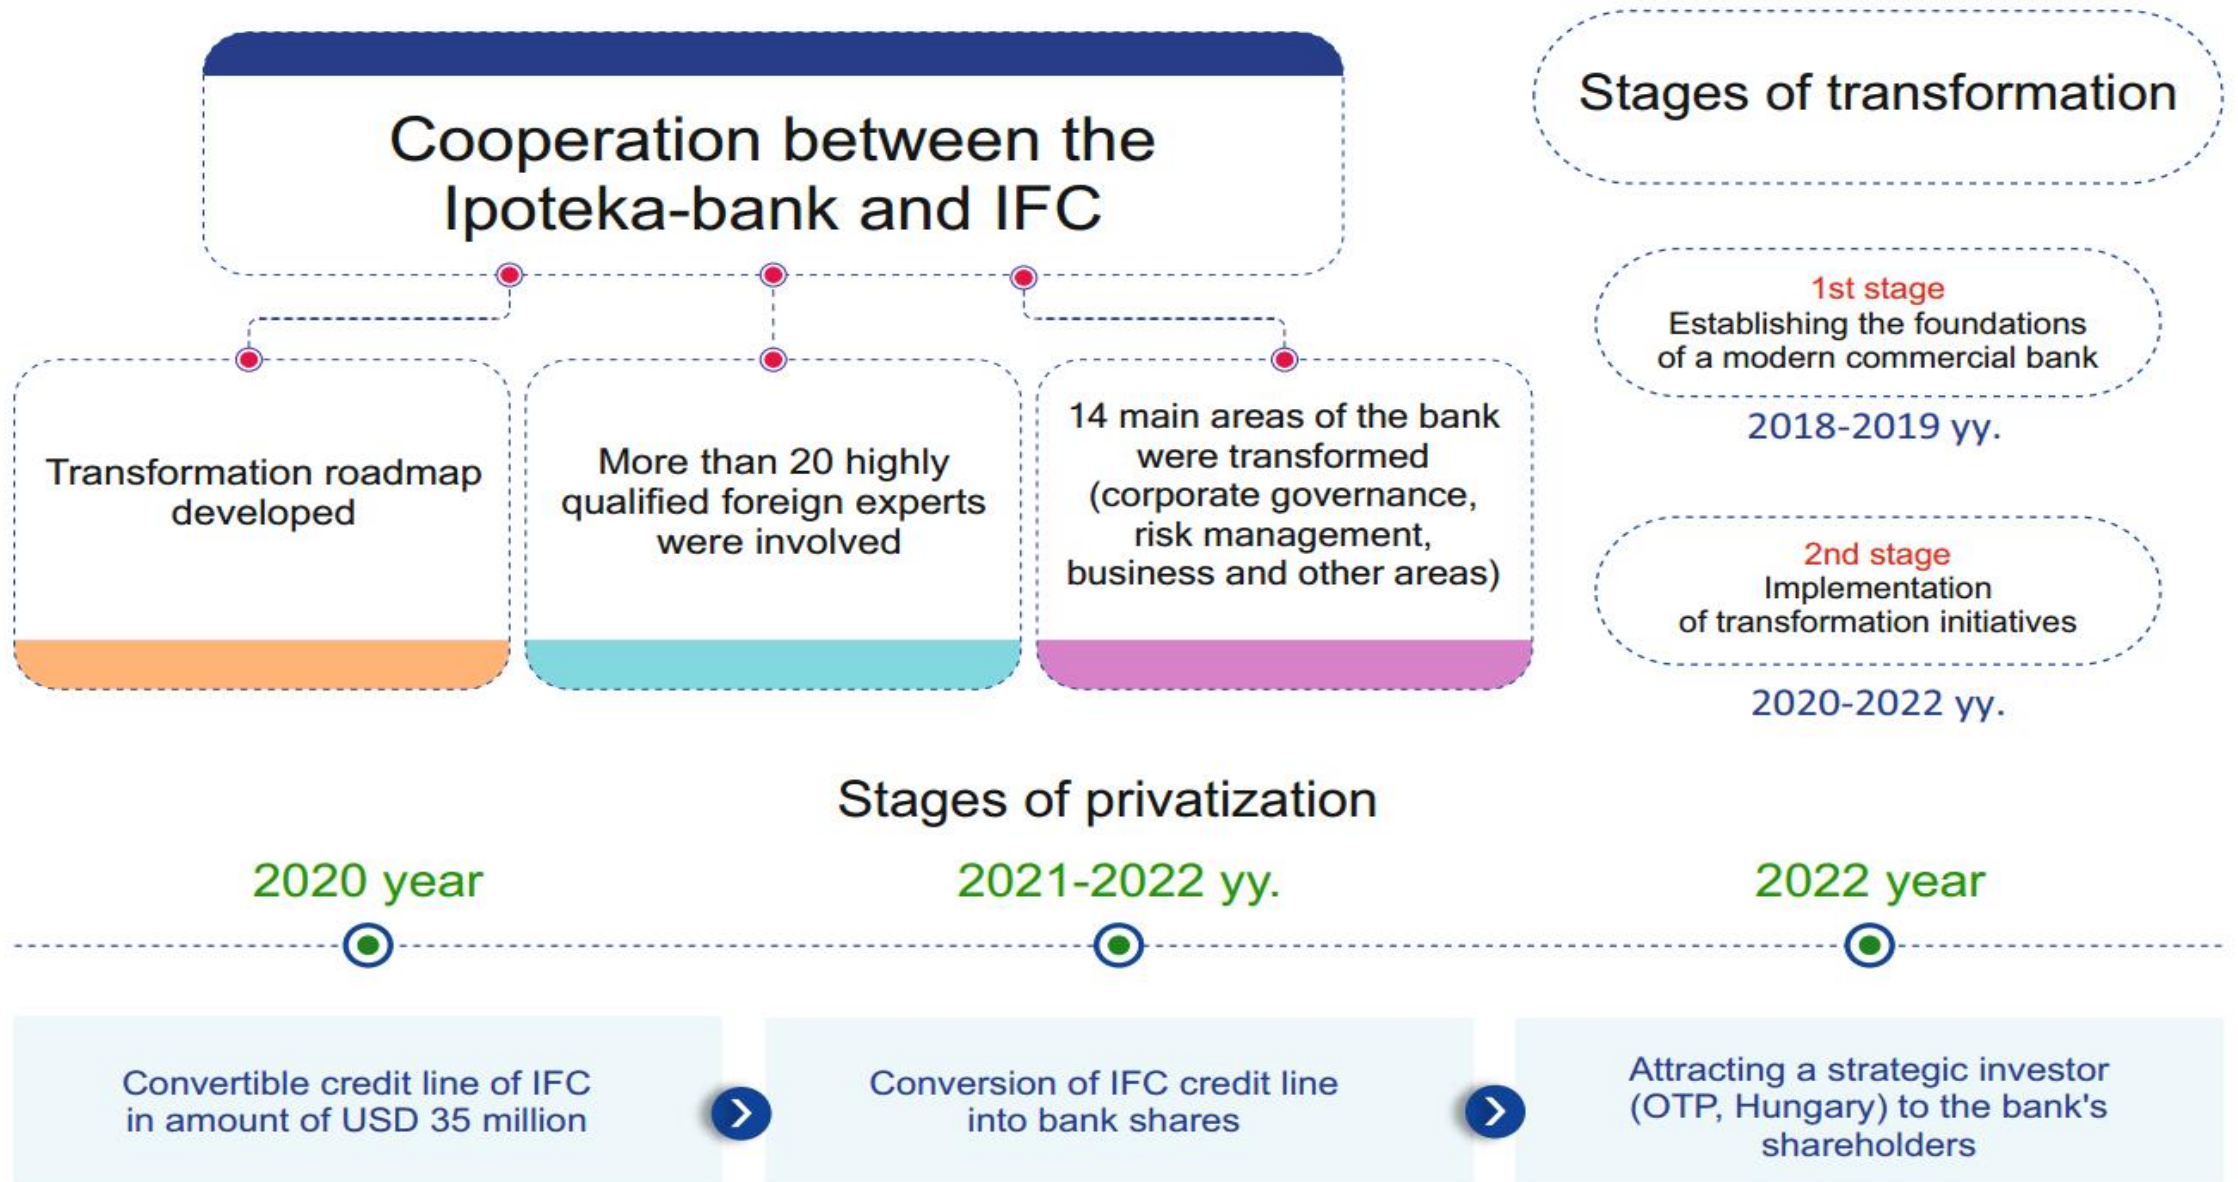 Cooperation between the
Ipoteka-bank and IFC
Transformation roadmap
developed
More than 20 highly
qualified foreign experts
were involved
14 main areas of the bank
were transformed
(corporate governance,
risk management,
business and other areas)
Stages of transformation
1st stage
Establishing the foundations
of a modern commercial bank
2018-2019 yy.
2nd stage
Implementation
of transformation initiatives
2020-2022 yy.
Stages of privatization
2020 year
2021-2022 yy.
2022 year
Convertible credit line of IFC
in amount of USD 35 million
Conversion of IFC credit line
into bank shares
Attracting a strategic investor
(OTP, Hungary) to the bank's
shareholders